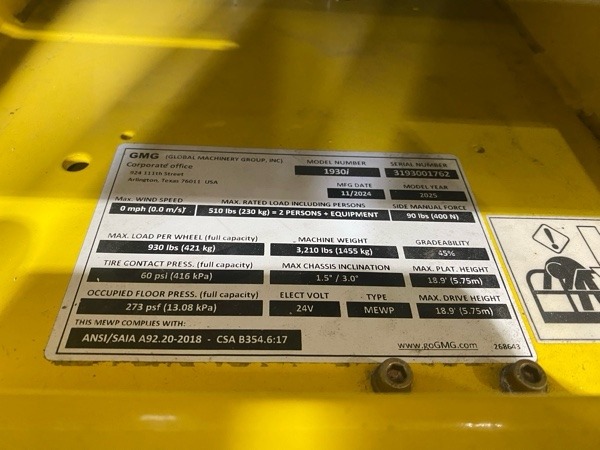 GMG (GLOBAL MACHINERY GROUP, INC)
Corporate office
924 111th Street
Arlington, Texas 76011 USA
MODEL NUMBER
1930i
SERIAL NUMBER
3193001762
MFG DATE
11/2024
MODEL YEAR
2025
MAX. WIND SPEED
0 mph (0.0 m/s)
MAX. RATED LOAD INCLUDING PERSONS
510 lbs (230 kg) = 2 PERSONS + EQUIPMENT
SIDE MANUAL FORCE
90 lbs (400 N)
MAX. LOAD PER WHEEL (full capacity)
930 lbs (421 kg)
MACHINE WEIGHT
3,210 lbs (1455 kg)
GRADEABILITY
45%
TIRE CONTACT PRESS. (full capacity)
60 psi (416 kPa)
MAX CHASSIS INCLINATION
1.5° / 3.0°
MAX. PLAT. HEIGHT
18.9' (5.75m)
OCCUPIED FLOOR PRESS. (full capacity)
273 psf (13.08 kPa)
ELECT VOLT
24V
TYPE
MEWP
MAX. DRIVE HEIGHT
18.9' (5.75m)
THIS MEWP COMPLIES WITH:
ANSI/SAIA A92.20-2018 - CSA B354.6:17
www.goGMG.com
268643